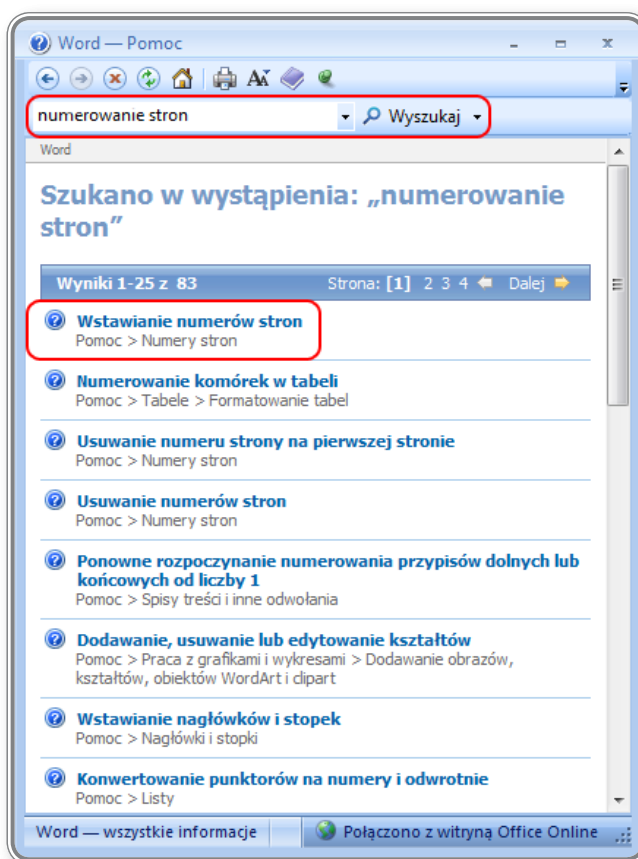 Word — Pomoc
numerowanie stron
Wyszukaj
Word
Szukano w wystąpienia: „numerowanie
stron”
Wyniki 1-25 z 83 Strona: [1] 2 3 4 Dalej
Wstawianie numerów stron
Pomoc > Numery stron
Numerowanie komórek w tabeli
Pomoc > Tabele > Formatowanie tabel
Usuwanie numeru strony na pierwszej stronie
Pomoc > Numery stron
Usuwanie numerów stron
Pomoc > Numery stron
Ponowne rozpoczynanie numerowania przypisów dolnych lub
końcowych od liczby 1
Pomoc > Spisy treści i inne odwołania
Dodawanie, usuwanie lub edytowanie kształtów
Pomoc > Praca z grafikami i wykresami > Dodawanie obrazów,
kształtów, obiektów WordArt i clipart
Wstawianie nagłówków i stopek
Pomoc > Nagłówki i stopki
Konwertowanie punktorów na numery i odwrotnie
Pomoc > Listy
Word — wszystkie informacje Połączono z witryną Office Online